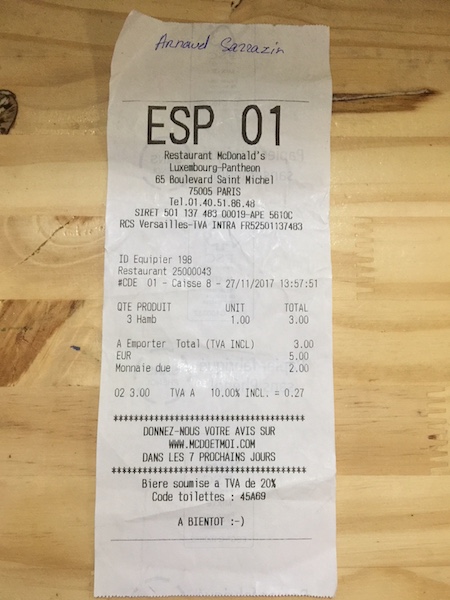 Arnaud Sarrazin
ESP 01
Restaurant McDonald's
Luxembourg-Pantheon
65 Boulevard Saint Michel
75005 PARIS
Tel.01.40.51.86.48
SIRET 501 137 483 00019-APE 5610C
RCS Versailles-TVA INTRA FR52501137483
ID Equipier 198
Restaurant 25000043
#CDE 01 - Caisse 8 - 27/11/2017 13:57:51
QTE PRODUIT UNIT TOTAL
3 Hamb 1.00 3.00
A Emporter Total (TVA INCL) 3.00
EUR 5.00
Monnaie due 2.00
02 3.00 TVA A 10.00% INCL. = 0.27
****************************************
DONNEZ-NOUS VOTRE AVIS SUR
WWW.MCDOETMOI.COM
DANS LES 7 PROCHAINS JOURS
****************************************
Biere soumise a TVA de 20%
Code toilettes : 45A69
A BIENTOT :-)